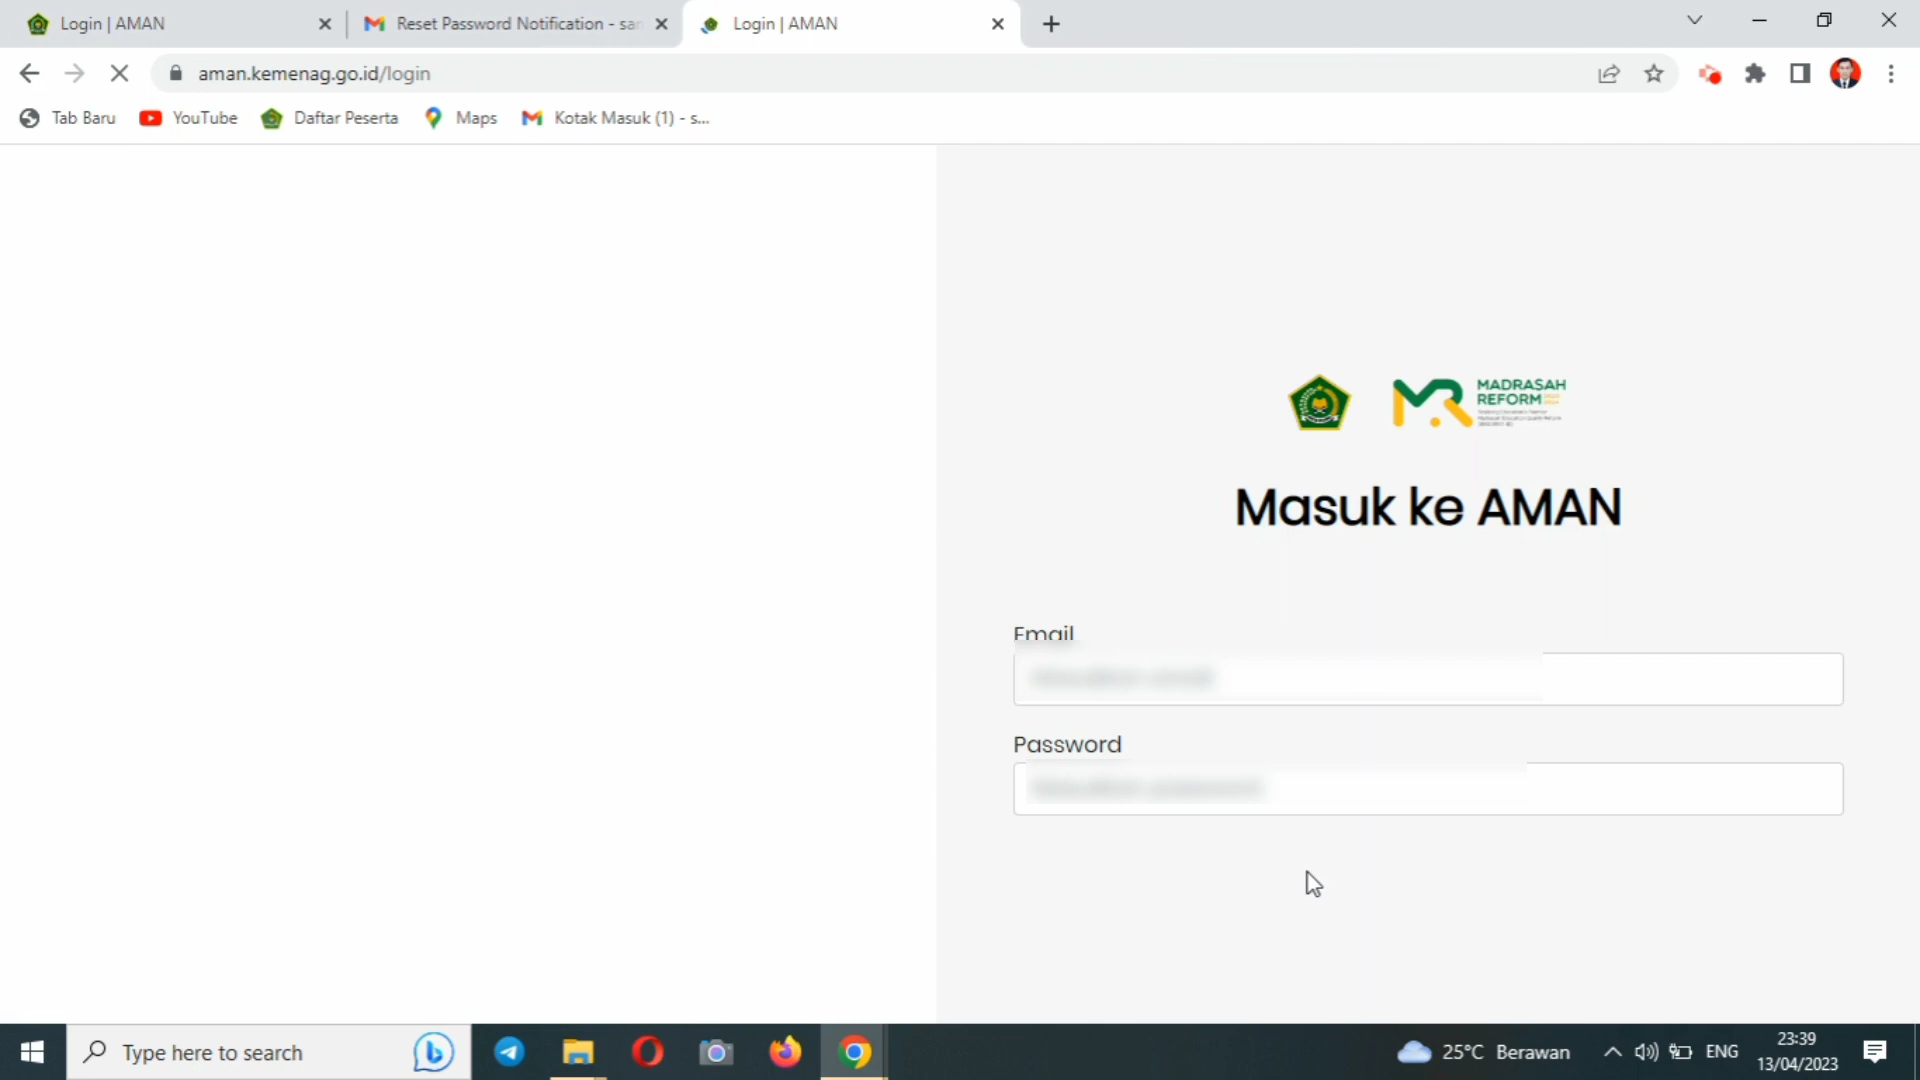 Login | AMAN
Reset Password Notification - sar
Login | AMAN
aman.kemenag.go.id/login
Tab Baru
YouTube
Daftar Peserta
Maps
Kotak Masuk (1) - s...
MADRASAH
REFORM
Masuk ke AMAN
Email
Password
Type here to search
25°C Berawan
ENG
23:39
13/04/2023